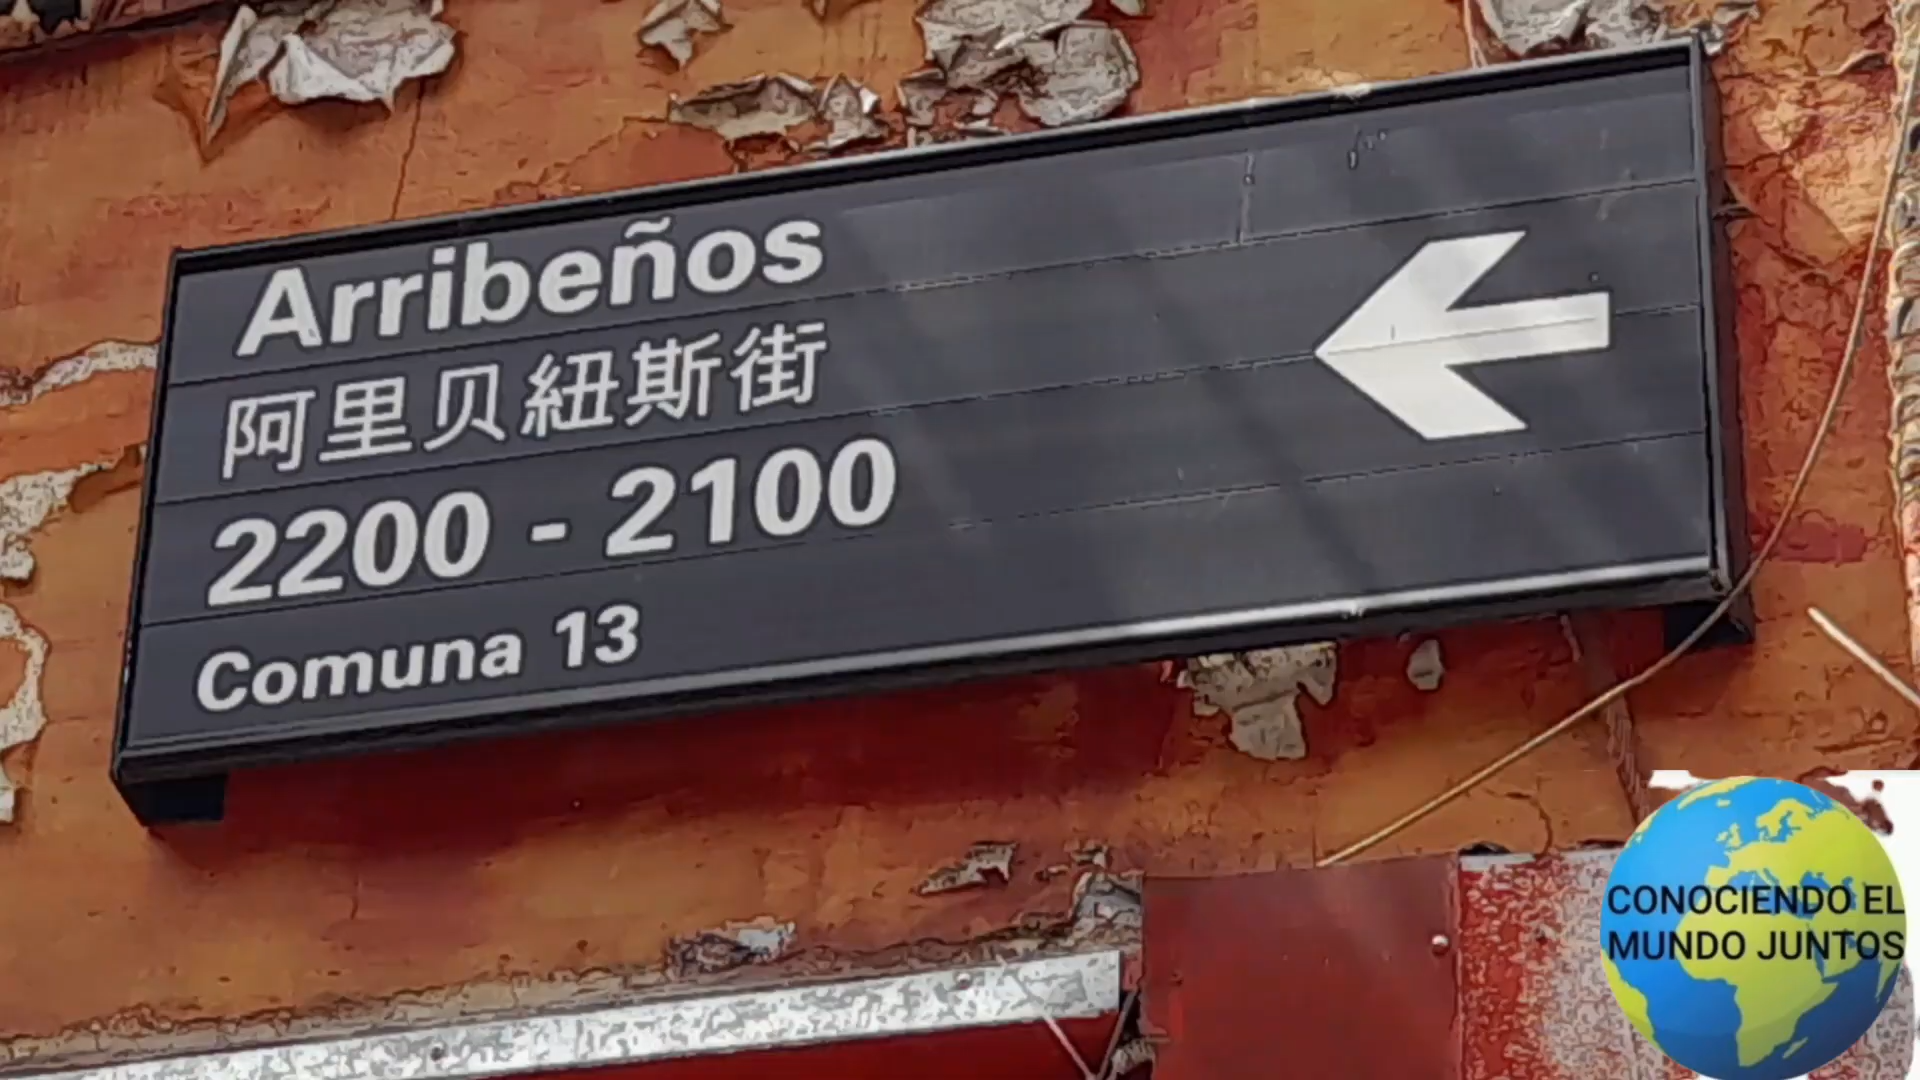 Arribeños
阿里贝紐斯街
2200 - 2100
Comuna 13
CONOCIENDO EL
MUNDO JUNTOS